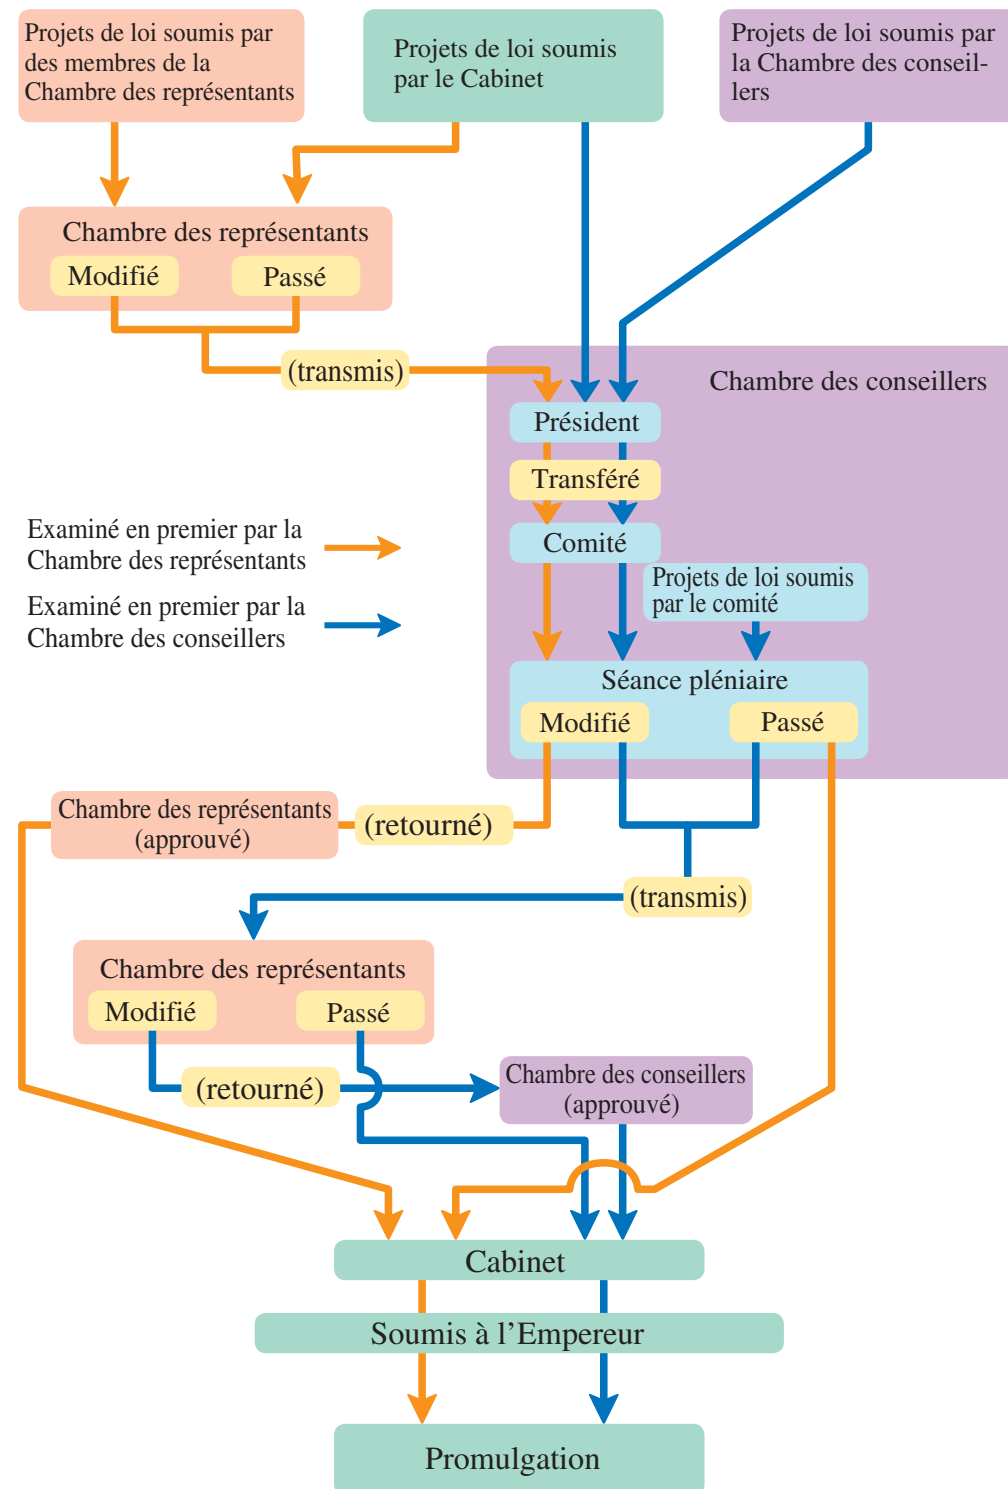 Projets de loi soumis par
des membres de la
Chambre des représentants
Projets de loi soumis
par le Cabinet
Projets de loi soumis par
la Chambre des conseil-
lers
Chambre des représentants
Modifié
Passé
(transmis)
Chambre des conseillers
Président
Transféré
Comité
Examiné en premier par la
Chambre des représentants
Examiné en premier par la
Chambre des conseillers
Projets de loi soumis
par le comité
Séance pléniaire
Modifié
Passé
Chambre des représentants
(approuvé)
(retourné)
(transmis)
Chambre des représentants
Modifié
Passé
(retourné)
Chambre des conseillers
(approuvé)
Cabinet
Soumis à l’Empereur
Promulgation